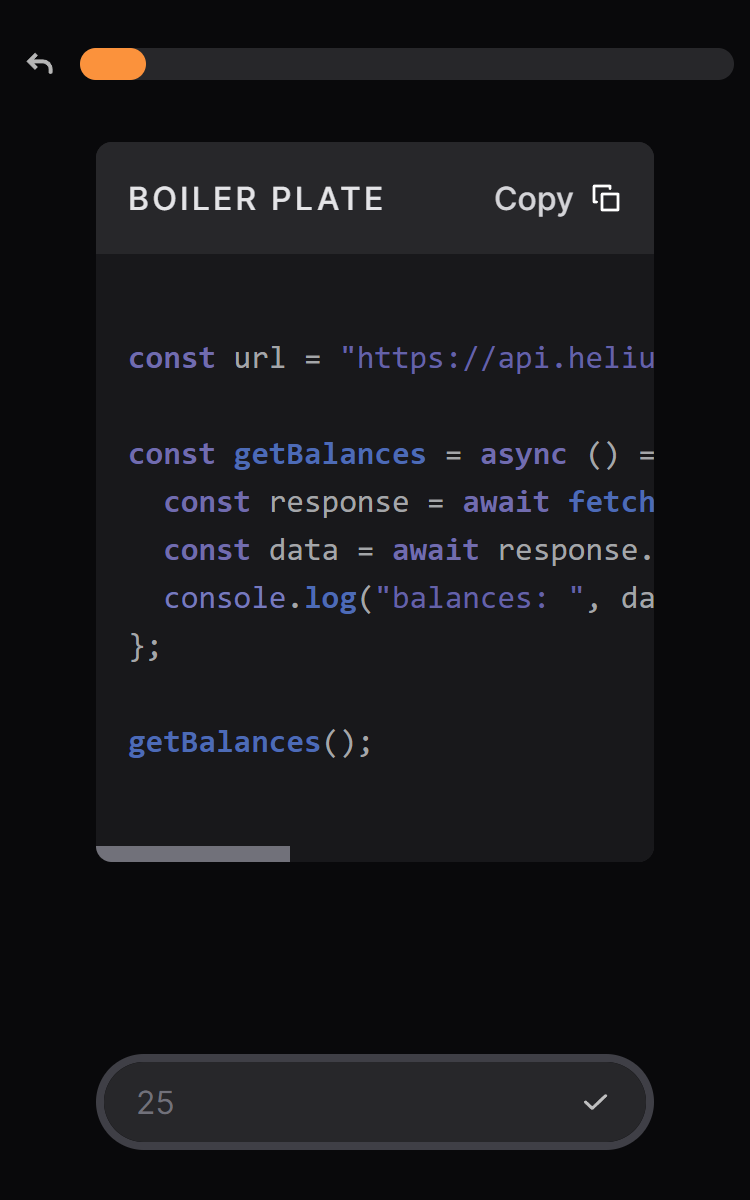 BOILER PLATE
Copy
const url = "https://api.heliu
const getBalances = async () =
const response = await fetch
const data = await response.
console.log("balances: ", da
};
getBalances();
25